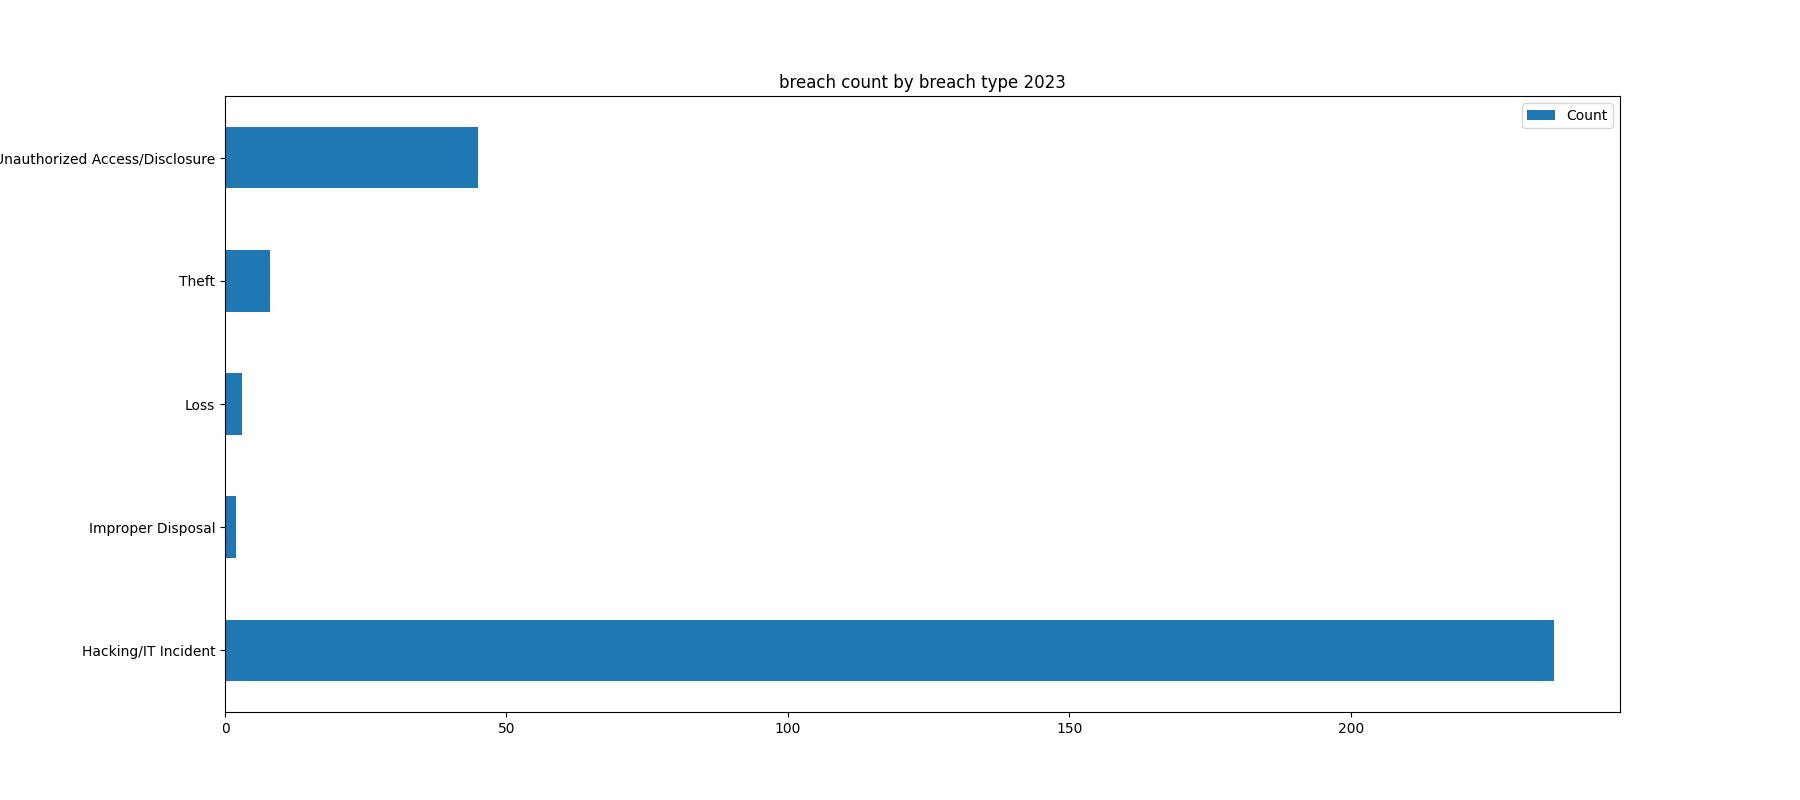 breach count by breach type 2023
Count
Unauthorized Access/Disclosure
Theft
Loss
Improper Disposal
Hacking/IT Incident
0 50 100 150 200